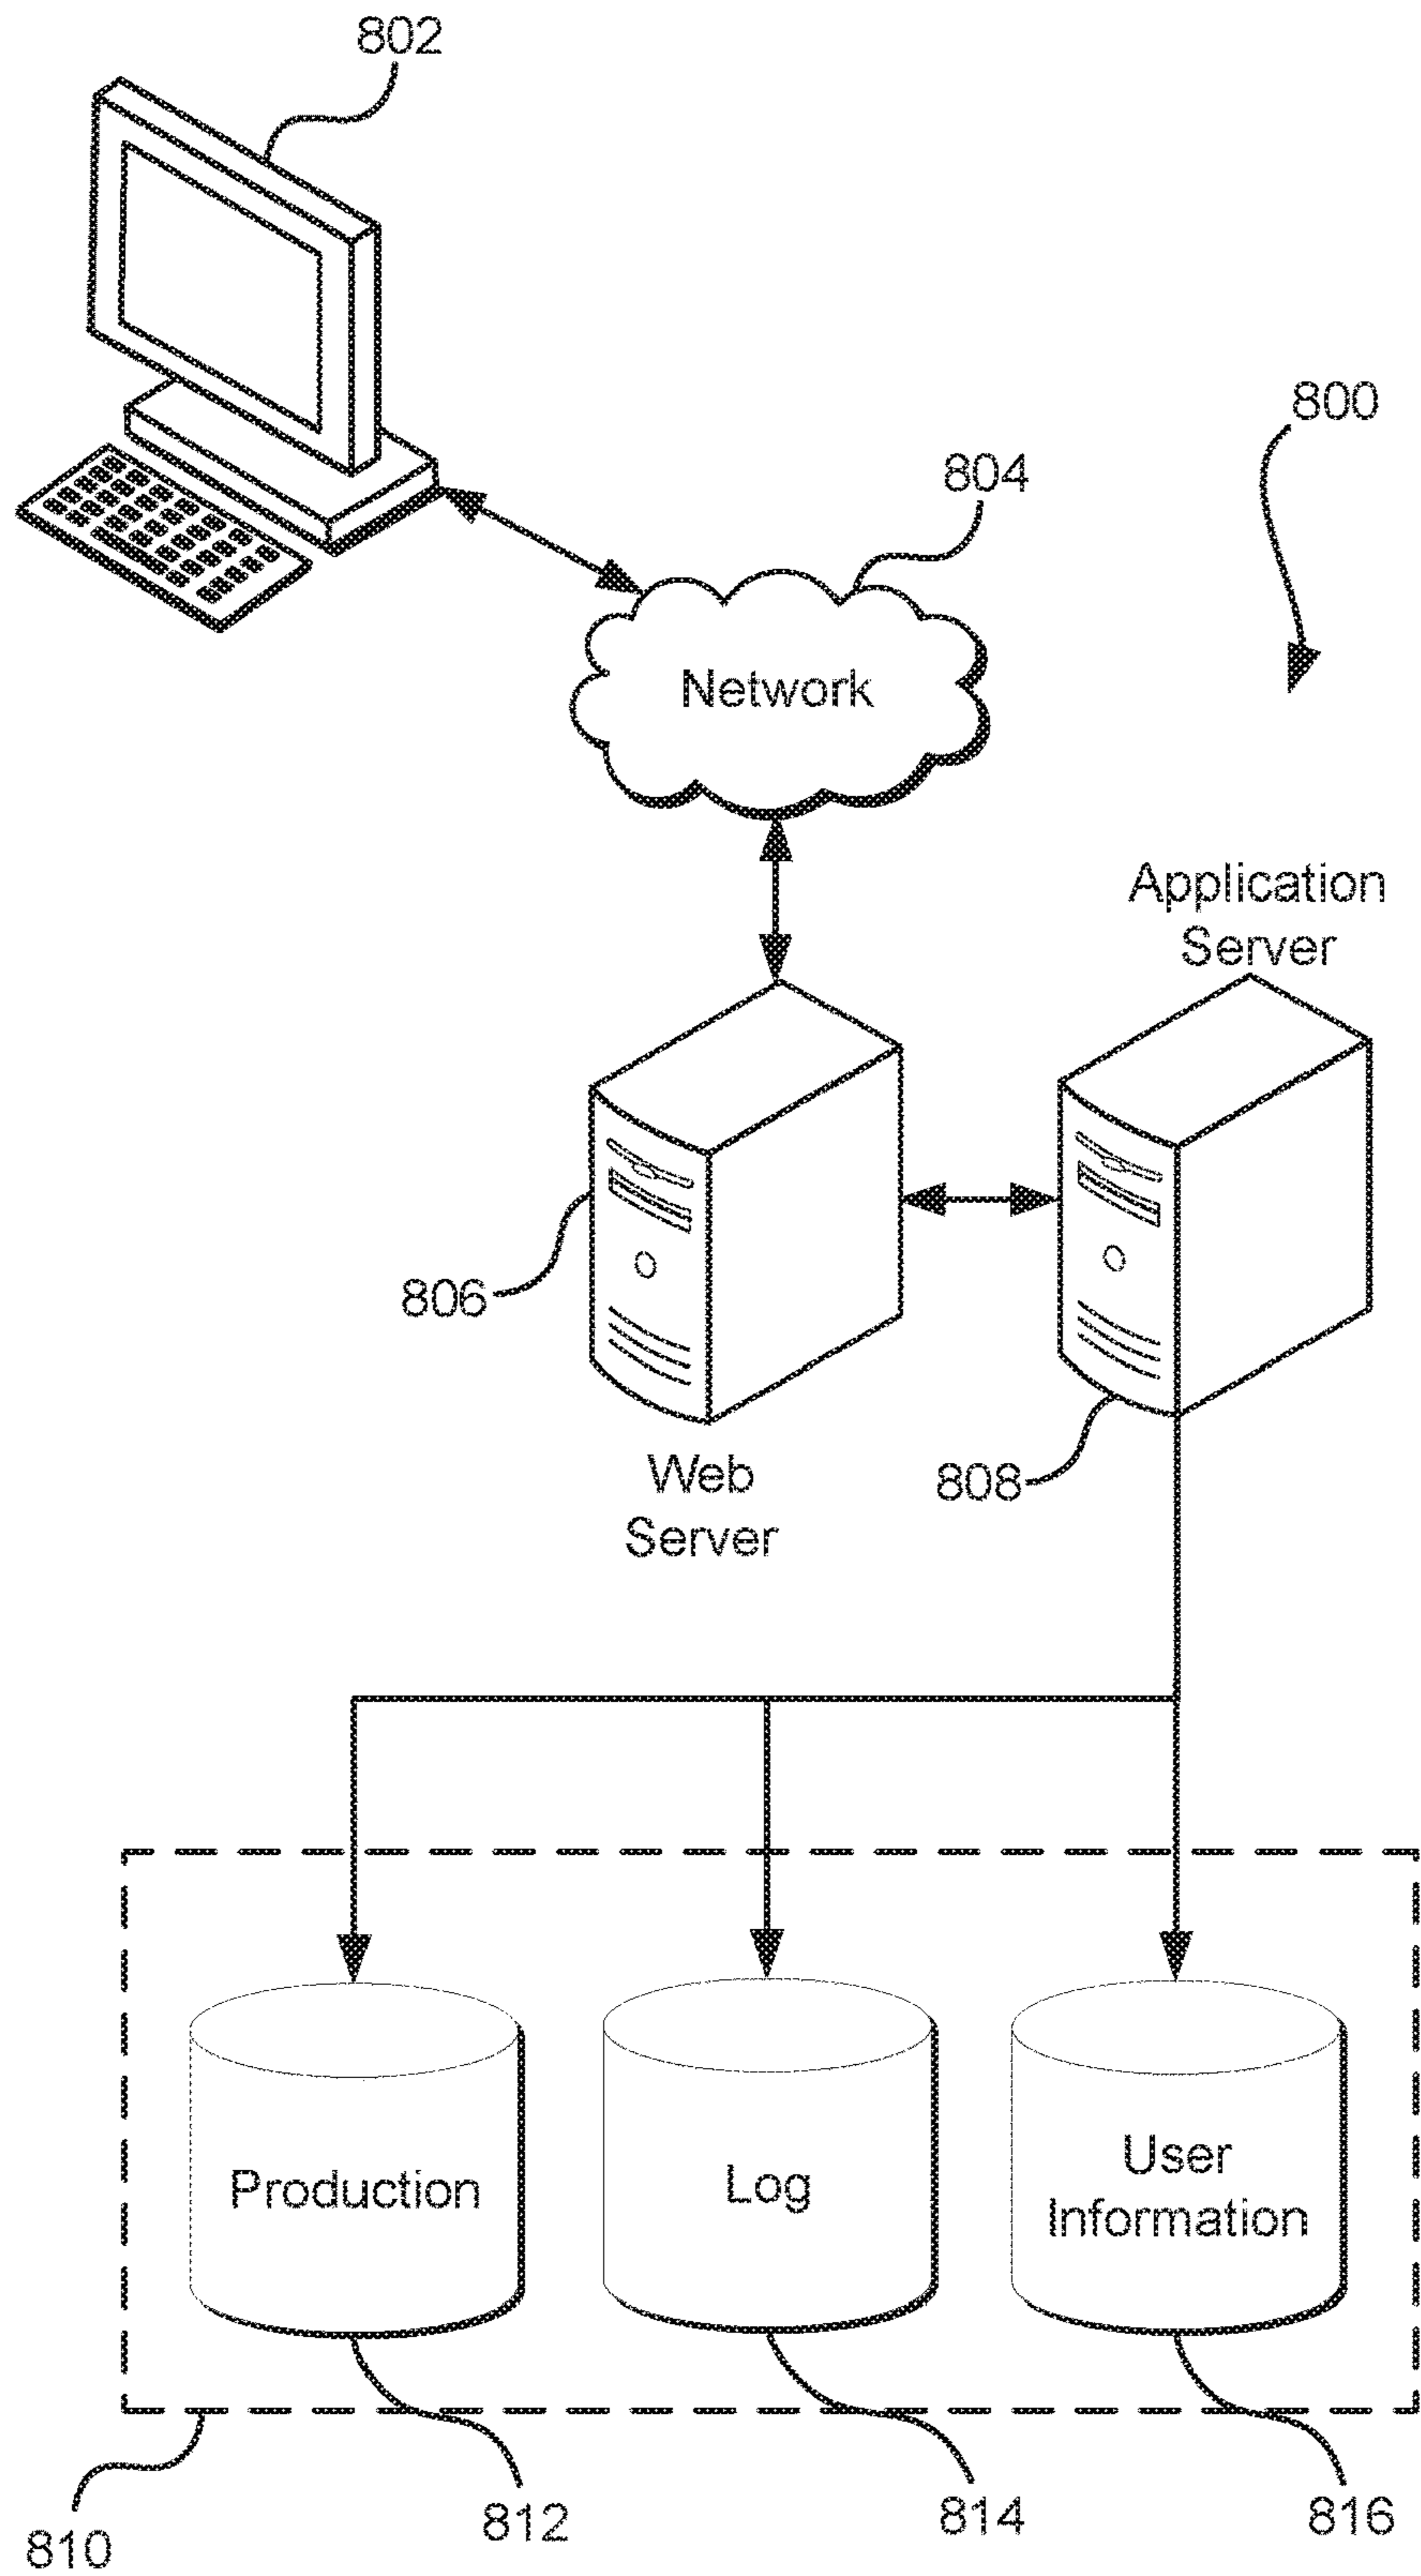 802
800
804
Network
Application
Server
806
808
Web
Server
Production
Log
User
Information
810
812
814
816